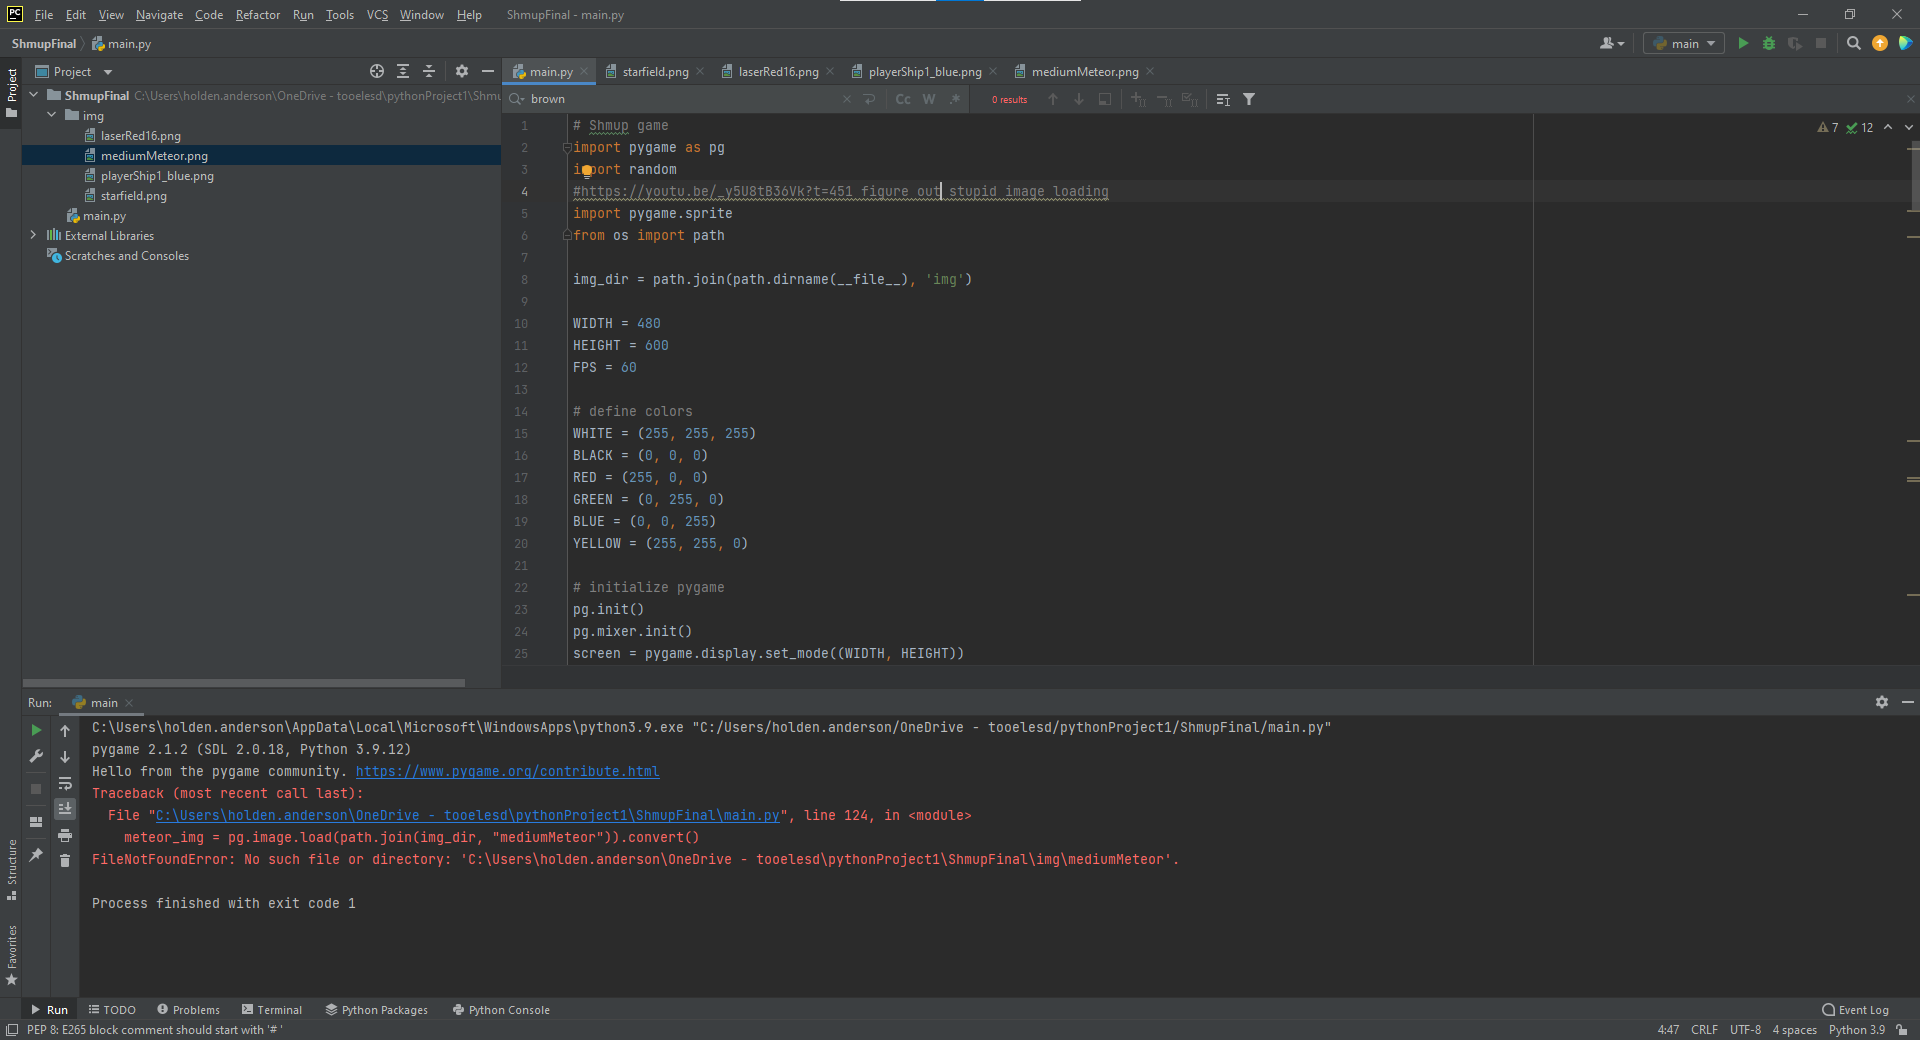 PC File Edit View Navigate Code Refactor Run Tools VCS Window Help ShmupFinal - main.py
ShmupFinal main.py main
Project
Project
ShmupFinal C:\Users\holden.anderson\OneDrive - tooelesd\pythonProject1\Shmu
img
laserRed16.png
mediumMeteor.png
playerShip1_blue.png
starfield.png
main.py
External Libraries
Scratches and Consoles
main.py starfield.png laserRed16.png playerShip1_blue.png mediumMeteor.png
brown Cc W .* 0 results
7 12
1 # Shmup game
2 import pygame as pg
3 import random
4 #https://youtu.be/_y5U8tB36Vk?t=451 figure out stupid image loading
5 import pygame.sprite
6 from os import path
7
8 img_dir = path.join(path.dirname(__file__), 'img')
9
10 WIDTH = 480
11 HEIGHT = 600
12 FPS = 60
13
14 # define colors
15 WHITE = (255, 255, 255)
16 BLACK = (0, 0, 0)
17 RED = (255, 0, 0)
18 GREEN = (0, 255, 0)
19 BLUE = (0, 0, 255)
20 YELLOW = (255, 255, 0)
21
22 # initialize pygame
23 pg.init()
24 pg.mixer.init()
25 screen = pygame.display.set_mode((WIDTH, HEIGHT))
Run: main
C:\Users\holden.anderson\AppData\Local\Microsoft\WindowsApps\python3.9.exe "C:/Users/holden.anderson/OneDrive - tooelesd/pythonProject1/ShmupFinal/main.py"
pygame 2.1.2 (SDL 2.0.18, Python 3.9.12)
Hello from the pygame community. https://www.pygame.org/contribute.html
Traceback (most recent call last):
File "C:\Users\holden.anderson\OneDrive - tooelesd\pythonProject1\ShmupFinal\main.py", line 124, in <module>
meteor_img = pg.image.load(path.join(img_dir, "mediumMeteor")).convert()
FileNotFoundError: No such file or directory: 'C:\Users\holden.anderson\OneDrive - tooelesd\pythonProject1\ShmupFinal\img\mediumMeteor'.
Process finished with exit code 1
Structure
Favorites
Run TODO Problems Terminal Python Packages Python Console Event Log
PEP 8: E265 block comment should start with '# ' 4:47 CRLF UTF-8 4 spaces Python 3.9